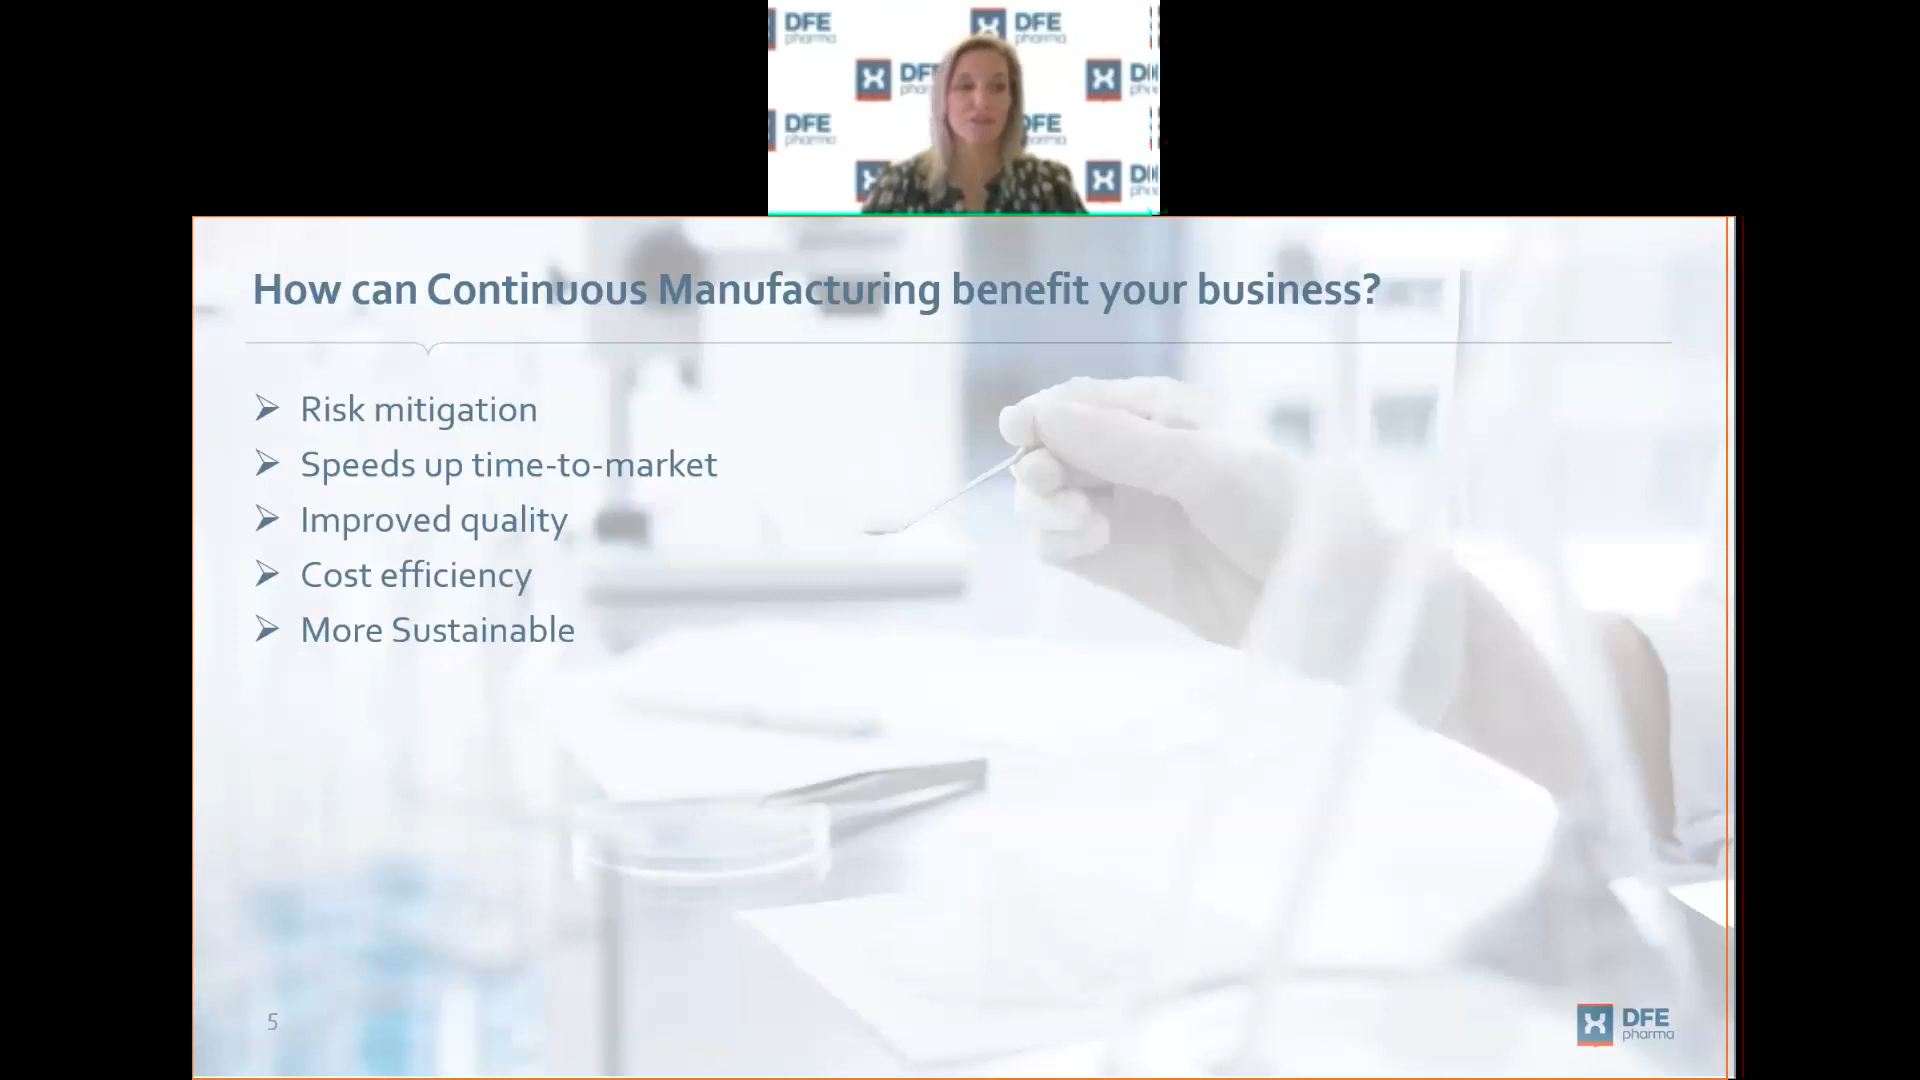 DFE
pharma
DFE
pharma
DFE
DFE
pharma
DFE
pharma
How can Continuous Manufacturing benefit your business?
Risk mitigation
Speeds up time-to-market
Improved quality
Cost efficiency
More Sustainable
5
DFE
pharma